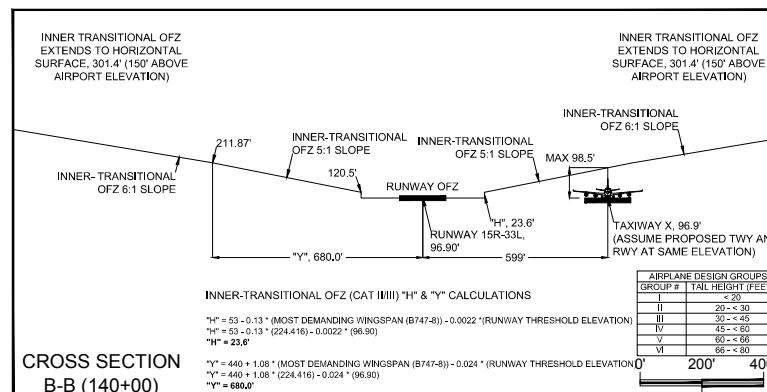 INNER TRANSITIONAL OFZ
EXTENDS TO HORIZONTAL
SURFACE, 301.4' (150' ABOVE
AIRPORT ELEVATION)
INNER TRANSITIONAL OFZ
EXTENDS TO HORIZONTAL
SURFACE, 301.4' (150' ABOVE
AIRPORT ELEVATION)
211.87'
INNER-TRANSITIONAL
OFZ 5:1 SLOPE
INNER-TRANSITIONAL
OFZ 5:1 SLOPE
INNER-TRANSITIONAL
OFZ 6:1 SLOPE
INNER- TRANSITIONAL
OFZ 6:1 SLOPE
120.5'
RUNWAY OFZ
MAX 98.5'
"H", 23.6'
RUNWAY 15R-33L,
96.90'
TAXIWAY X, 96.9'
(ASSUME PROPOSED TWY AN
RWY AT SAME ELEVATION)
"Y", 680.0'
599'
INNER-TRANSITIONAL OFZ (CAT II/III) "H" & "Y" CALCULATIONS
"H" = 53 - 0.13 * (MOST DEMANDING WINGSPAN (B747-8)) - 0.0022 *(RUNWAY THRESHOLD ELEVATION)
"H" = 53 - 0.13 * (224.416) - 0.0022 * (96.90)
"H" = 23.6'
"Y" = 440 + 1.08 * (MOST DEMANDING WINGSPAN (B747-8)) - 0.024 * (RUNWAY THRESHOLD ELEVATION)
"Y" = 440 + 1.08 * (224.416) - 0.024 * (96.90)
"Y" = 680.0'
AIRPLANE DESIGN GROUPS
GROUP # TAIL HEIGHT (FEET
I < 20
II 20 - < 30
III 30 - < 45
IV 45 - < 60
V 60 - < 66
VI 66 - < 80
CROSS SECTION
B-B (140+00)
0' 200' 400'